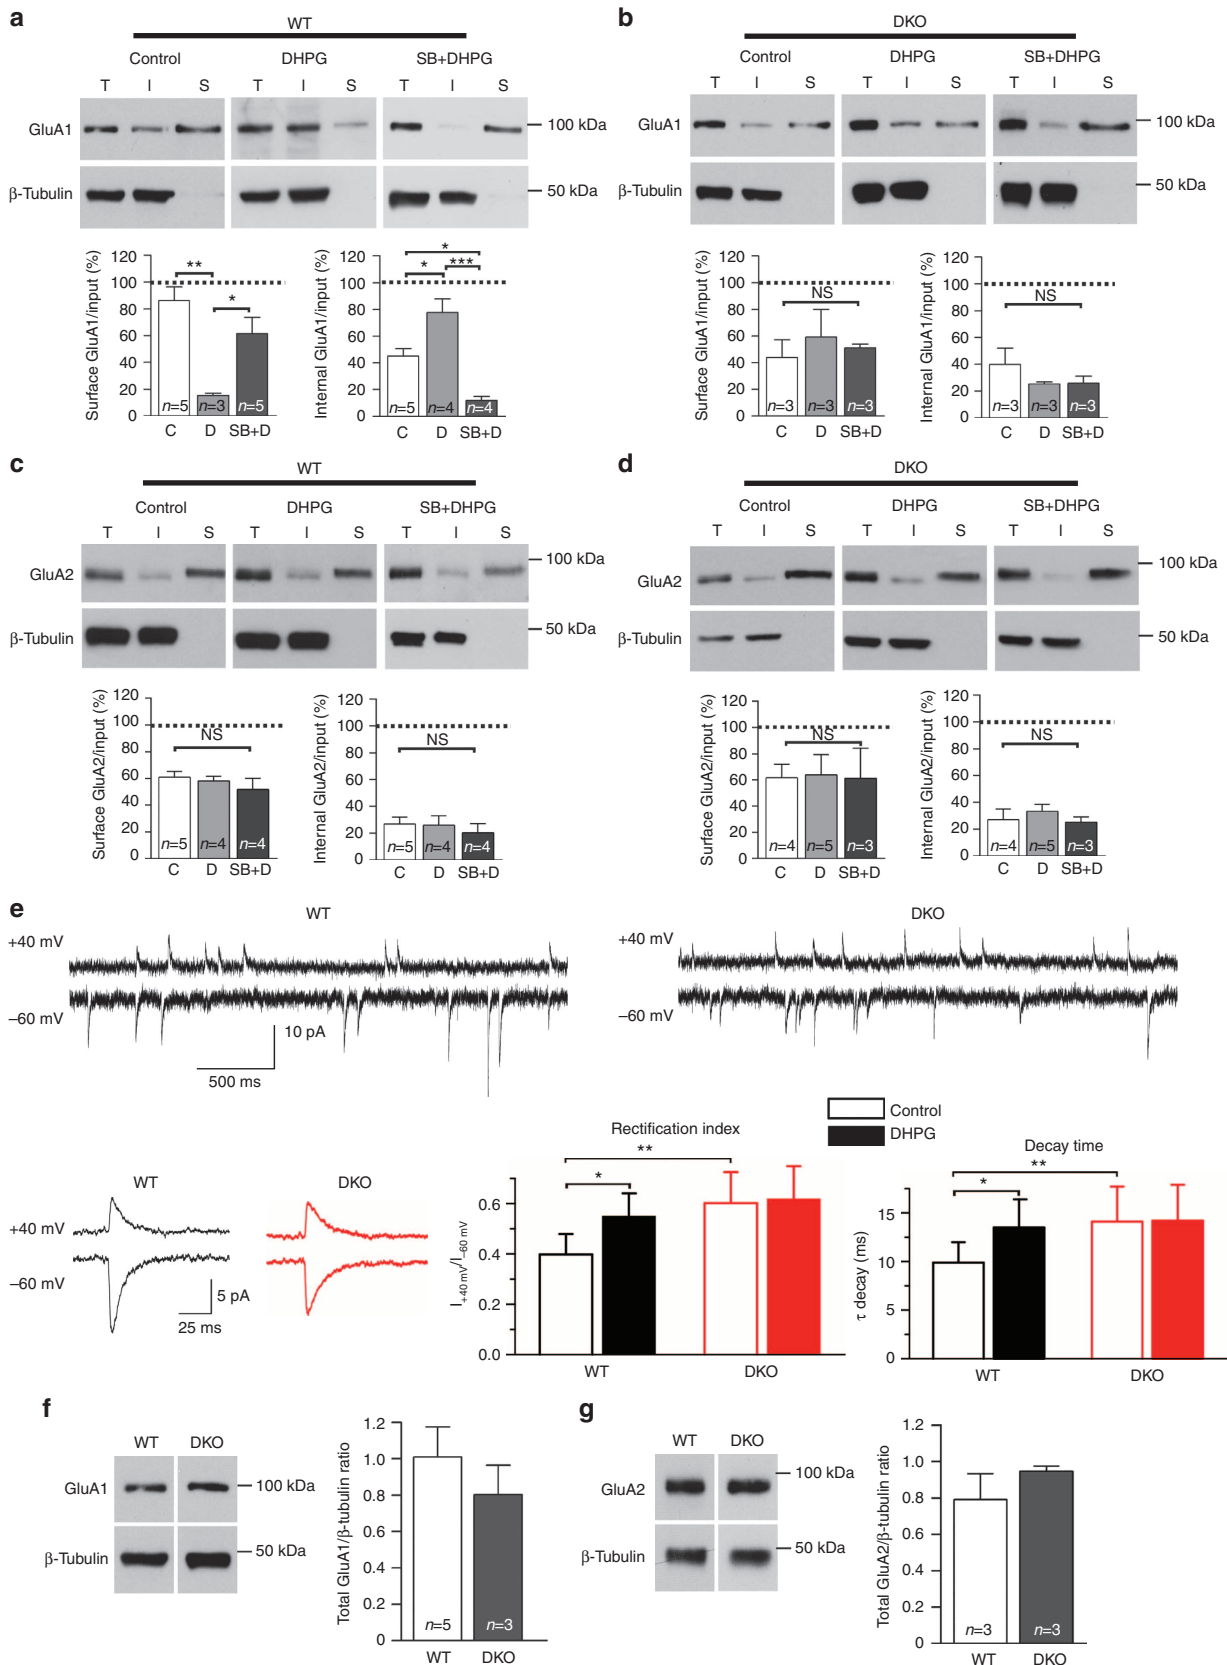 a
WT
Control DHPG SB+DHPG
T I S T I S T I S
GluA1
100 kDa
β-Tubulin
50 kDa
Surface GluA1/input (%)
120
100
80
60
40
20
0
**
*
n=5 n=3 n=5
C D SB+D
Internal GluA1/input (%)
120
100
80
60
40
20
0
*
* ***
n=5 n=4 n=4
C D SB+D
b
DKO
Control DHPG SB+DHPG
T I S T I S T I S
GluA1
100 kDa
β-Tubulin
50 kDa
Surface GluA1/input (%)
120
100
80
60
40
20
0
NS
n=3 n=3 n=3
C D SB+D
Internal GluA1/input (%)
120
100
80
60
40
20
0
NS
n=3 n=3 n=3
C D SB+D
c
WT
Control DHPG SB+DHPG
T I S T I S T I S
GluA2
100 kDa
β-Tubulin
50 kDa
Surface GluA2/input (%)
120
100
80
60
40
20
0
NS
n=5 n=4 n=4
C D SB+D
Internal GluA2/input (%)
120
100
80
60
40
20
0
NS
n=5 n=4 n=4
C D SB+D
d
DKO
Control DHPG SB+DHPG
T I S T I S T I S
GluA2
100 kDa
β-Tubulin
50 kDa
Surface GluA2/input (%)
120
100
80
60
40
20
0
NS
n=4 n=5 n=3
C D SB+D
Internal GluA2/input (%)
120
100
80
60
40
20
0
NS
n=4 n=5 n=3
C D SB+D
e
WT
+40 mV
−60 mV
10 pA
500 ms
DKO
+40 mV
−60 mV
WT DKO
+40 mV
−60 mV
5 pA
25 ms
Control
DHPG
Rectification index
**
*
I+40 mV/I−60 mV
0.6
0.4
0.2
0.0
WT DKO
Decay time
**
*
τ decay (ms)
15
10
5
0
WT DKO
f
WT DKO
GluA1
100 kDa
β-Tubulin
50 kDa
Total GluA1/β-tubulin ratio
1.2
1.0
0.8
0.6
0.4
0.2
0
n=5 n=3
WT DKO
g
WT DKO
GluA2
100 kDa
β-Tubulin
50 kDa
Total GluA2/β-tubulin ratio
1.2
1.0
0.8
0.6
0.4
0.2
0
n=3 n=3
WT DKO